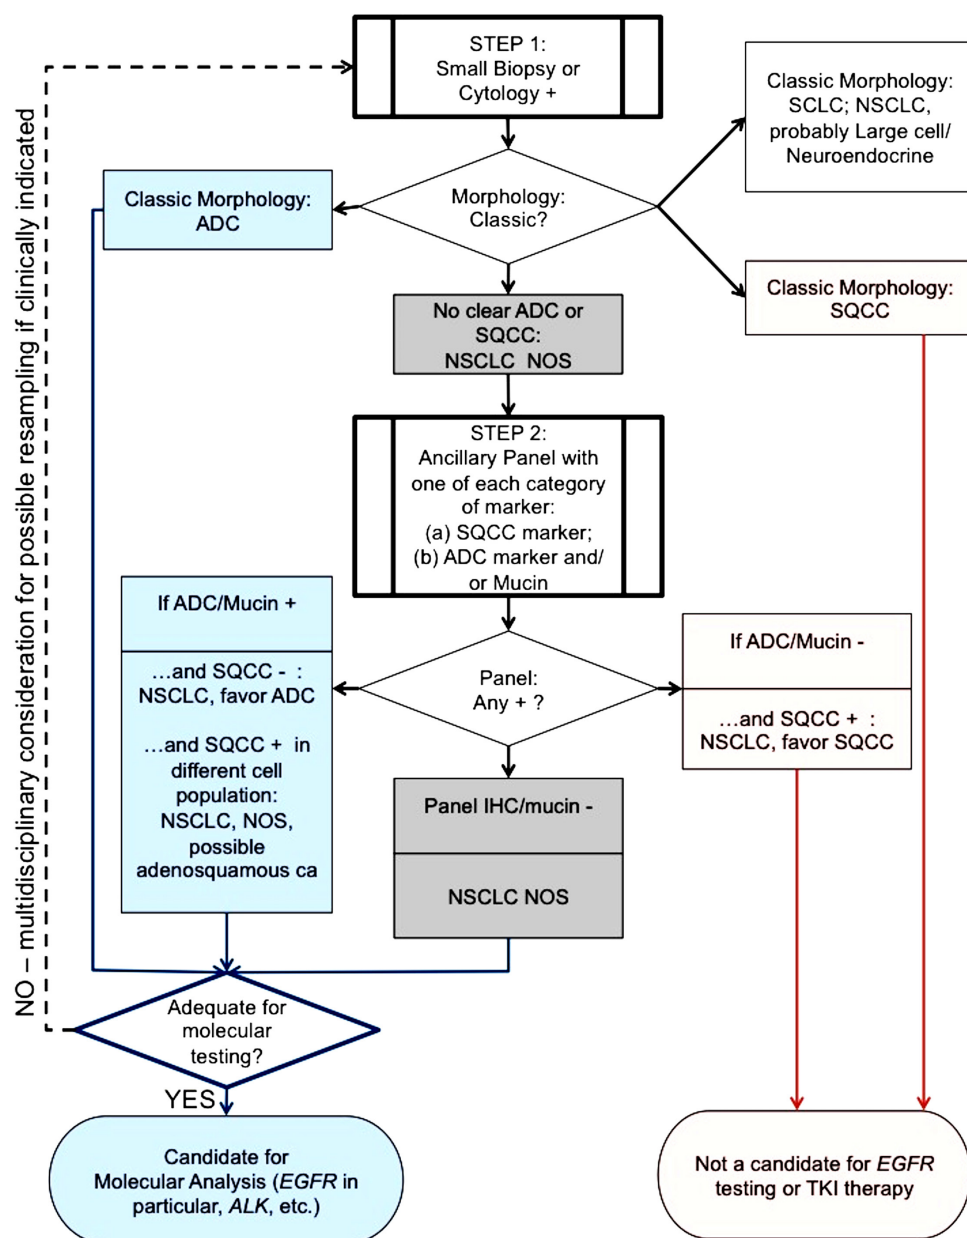 STEP 1:
Small Biopsy or
Cytology +
Classic Morphology:
SCLC; NSCLC,
probably Large cell/
Neuroendocrine
Morphology:
Classic?
Classic Morphology:
ADC
Classic Morphology:
SQCC
No clear ADC or
SQCC:
NSCLC NOS
STEP 2:
Ancillary Panel with
one of each category
of marker:
(a) SQCC marker;
(b) ADC marker and/
or Mucin
If ADC/Mucin +
…and SQCC - :
NSCLC, favor ADC
…and SQCC + in
different cell
population:
NSCLC, NOS,
possible
adenosquamous ca
Panel:
Any + ?
If ADC/Mucin -
…and SQCC + :
NSCLC, favor SQCC
Panel IHC/mucin -
NSCLC NOS
NO – multidisciplinary consideration for possible resampling if clinically indicated
Adequate for
molecular
testing?
YES
Candidate for
Molecular Analysis (EGFR in
particular, ALK, etc.)
Not a candidate for EGFR
testing or TKI therapy